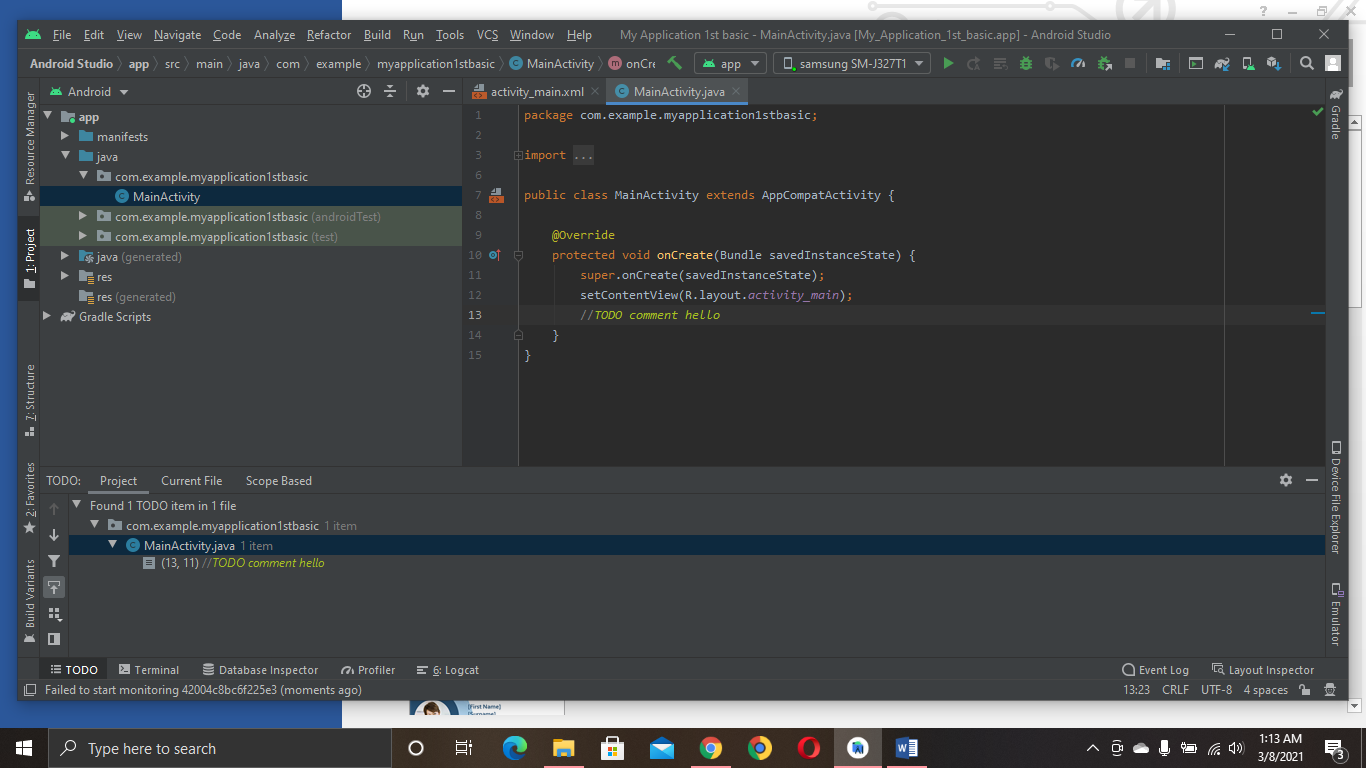 File Edit View Navigate Code Analyze Refactor Build Run Tools VCS Window Help My Application 1st basic - MainActivity.java [My_Application_1st_basic.app] - Android Studio
Android Studio app src main java com example myapplication1stbasic MainActivity onCre app samsung SM-J327T1
Android
activity_main.xml MainActivity.java
Resource Manager
1: Project
7: Structure
2: Favorites
Build Variants
app
manifests
java
com.example.myapplication1stbasic
MainActivity
com.example.myapplication1stbasic (androidTest)
com.example.myapplication1stbasic (test)
java (generated)
res
res (generated)
Gradle Scripts
1 package com.example.myapplication1stbasic;
2
3 import ...
6
7 public class MainActivity extends AppCompatActivity {
8
9 @Override
10 protected void onCreate(Bundle savedInstanceState) {
11 super.onCreate(savedInstanceState);
12 setContentView(R.layout.activity_main);
13 //TODO comment hello
14 }
15 }
Gradle
Device File Explorer
Emulator
TODO: Project Current File Scope Based
Found 1 TODO item in 1 file
com.example.myapplication1stbasic 1 item
MainActivity.java 1 item
(13, 11) //TODO comment hello
TODO Terminal Database Inspector Profiler 6: Logcat Event Log Layout Inspector
Failed to start monitoring 42004c8bc6f225e3 (moments ago) 13:23 CRLF UTF-8 4 spaces
[First Name]
[Surname]
Type here to search
1:13 AM
3/8/2021
3